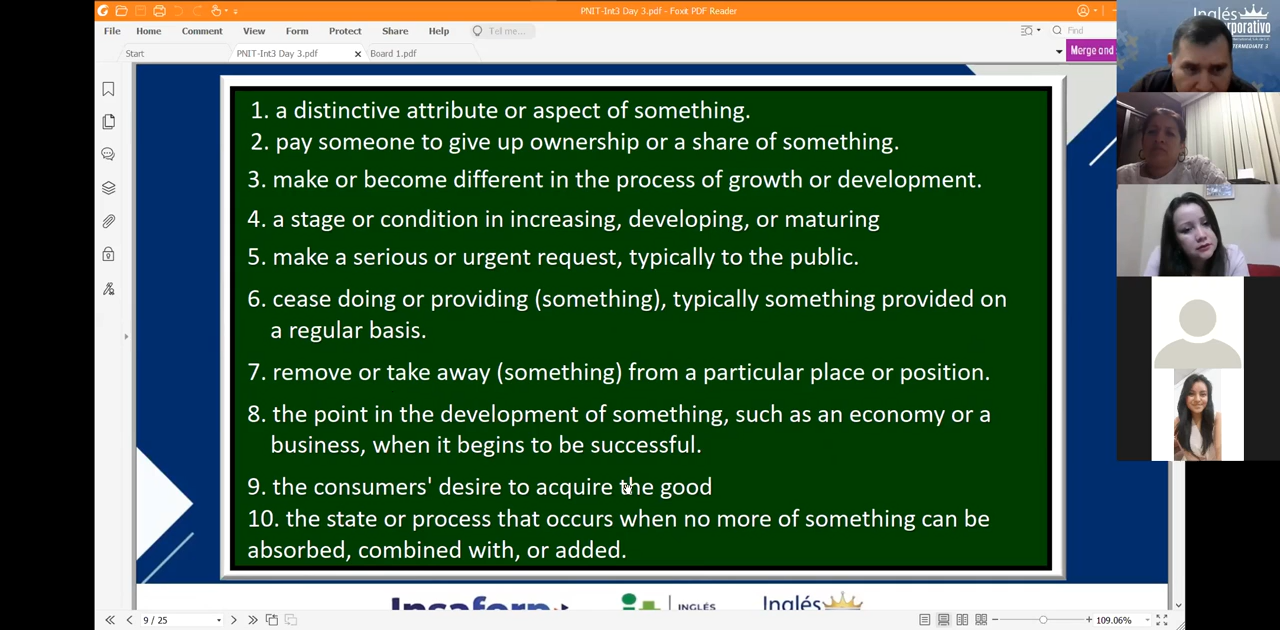 PNIT-Int3 Day 3.pdf - Foxit PDF Reader
File Home Comment View Form Protect Share Help Tell me... Find
Start PNIT-Int3 Day 3.pdf Board 1.pdf Merge and
1. a distinctive attribute or aspect of something.
2. pay someone to give up ownership or a share of something.
3. make or become different in the process of growth or development.
4. a stage or condition in increasing, developing, or maturing
5. make a serious or urgent request, typically to the public.
6. cease doing or providing (something), typically something provided on
a regular basis.
7. remove or take away (something) from a particular place or position.
8. the point in the development of something, such as an economy or a
business, when it begins to be successful.
9. the consumers' desire to acquire the good
10. the state or process that occurs when no more of something can be
absorbed, combined with, or added.
INGLÉS Inglés
9 / 25 109.06%
Inglés